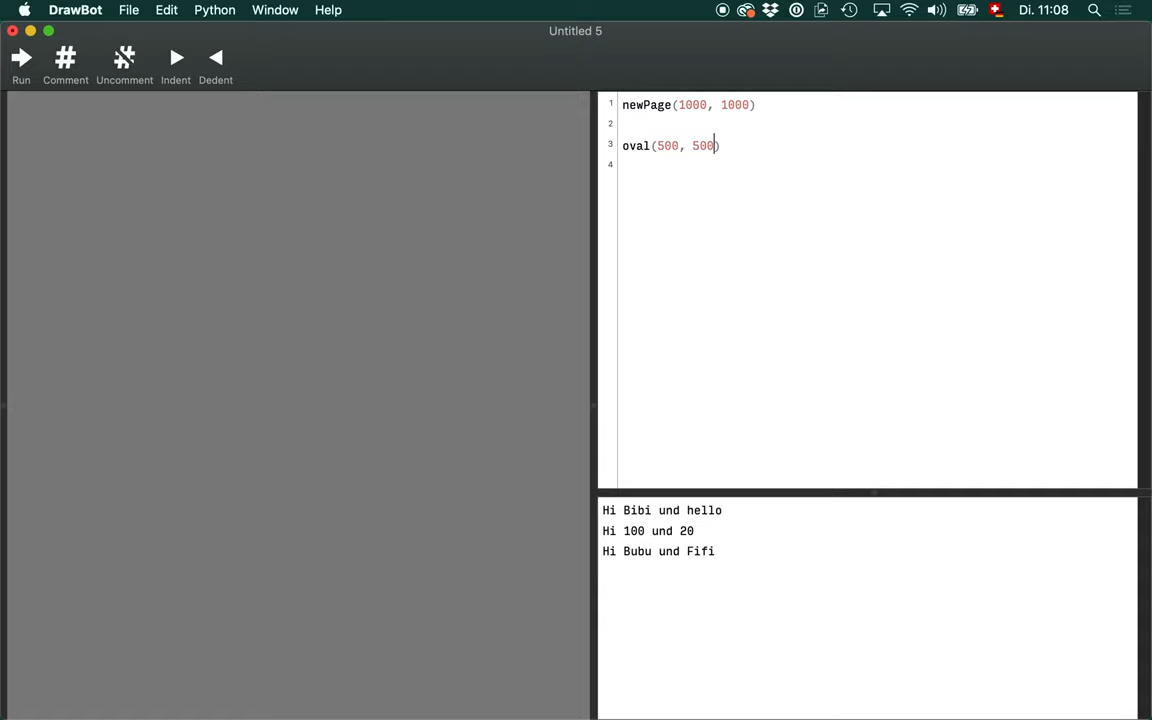 DrawBot File Edit Python Window Help Di. 11:08
Untitled 5
Run Comment Uncomment Indent Dedent
1 newPage(1000, 1000)
2
3 oval(500, 500)
4
Hi Bibi und hello
Hi 100 und 20
Hi Bubu und Fifi